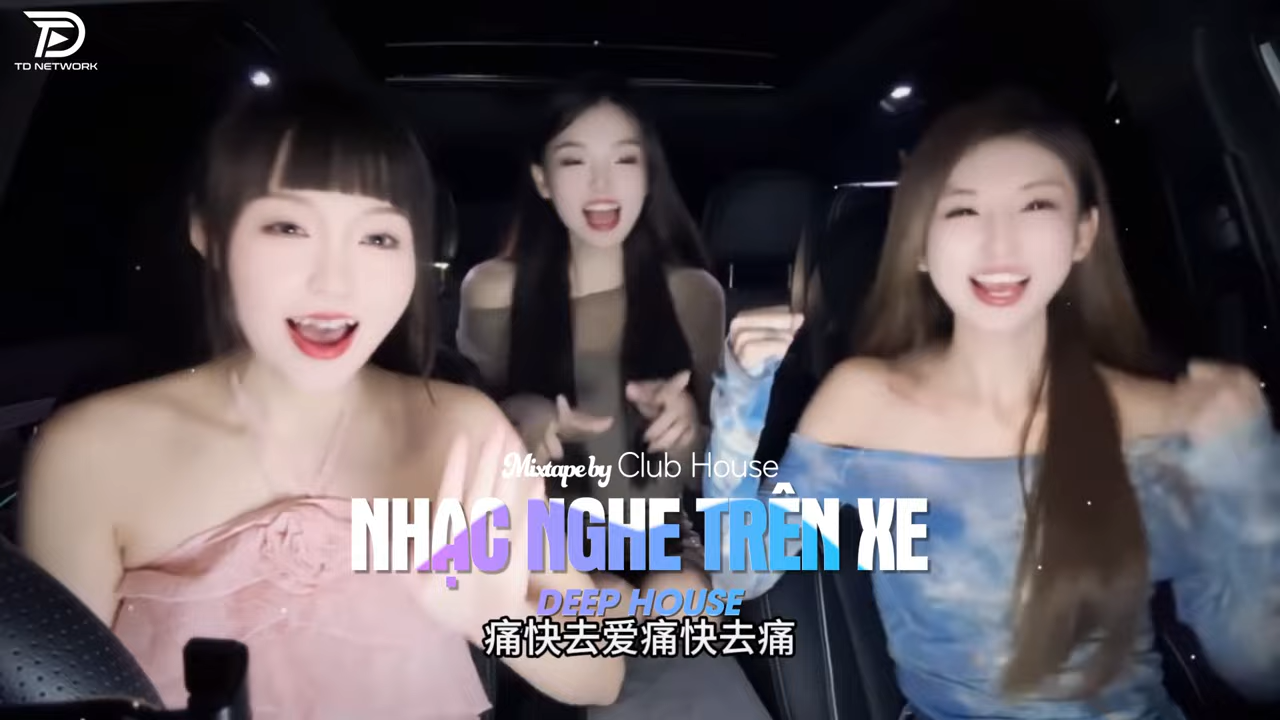 TD NETWORK
Mixtape by Club House
NHẠC NGHE TRÊN XE
DEEP HOUSE
痛快去爱痛快去痛